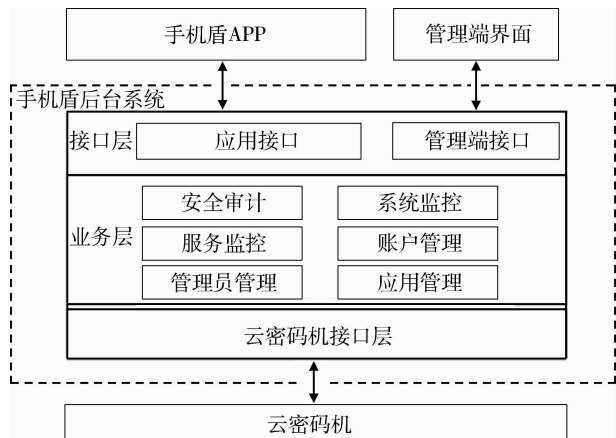 手机盾APP 管理端界面
手机盾后台系统
接口层 应用接口 管理端接口
安全审计 系统监控
业务层 服务监控 账户管理
管理员管理 应用管理
云密码机接口层
云密码机